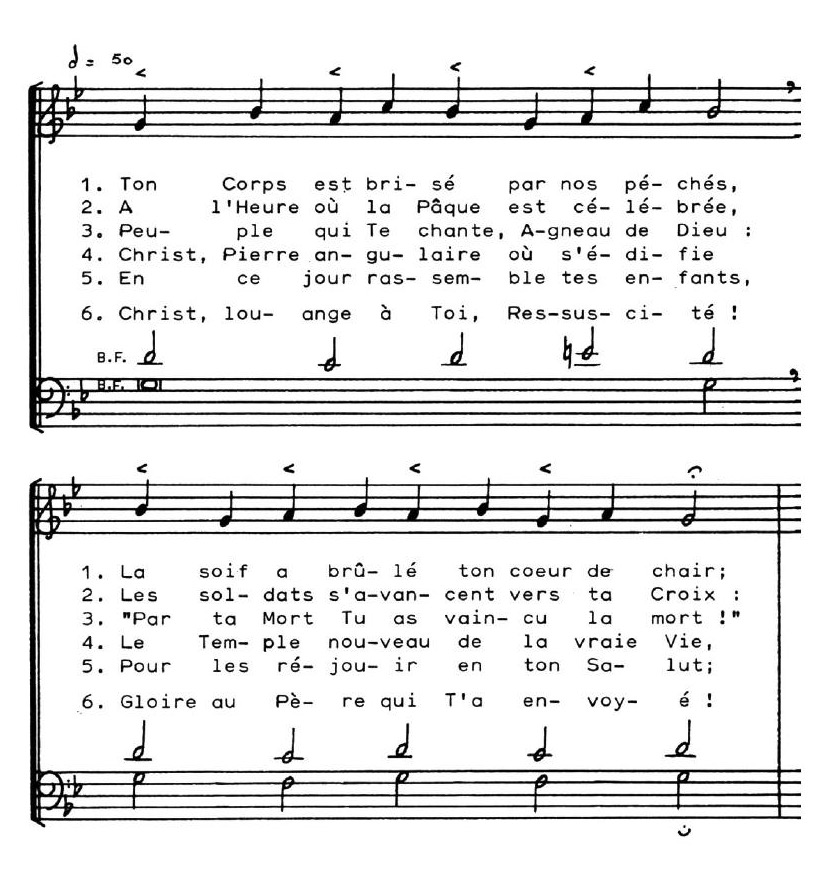 𝅗𝅥 = 50
1. Ton Corps est bri- sé par nos pé- chés,
2. A l'Heure où la Pâque est cé- lé- brée,
3. Peu- ple qui Te chante, A-gneau de Dieu :
4. Christ, Pierre an- gu- laire où s'é- di- fie
5. En ce jour ras- sem- ble tes en- fants,
6. Christ, lou- ange à Toi, Res-sus- ci- té !
B.F.
B.F.
1. La soif a brû- lé ton coeur de chair;
2. Les sol- dats s'a-van- cent vers ta Croix :
3. "Par ta Mort Tu as vain- cu la mort !"
4. Le Tem- ple nou-veau de la vraie Vie,
5. Pour les ré- jou- ir en ton Sa- lut;
6. Gloire au Pè- re qui T'a en- voy- é !